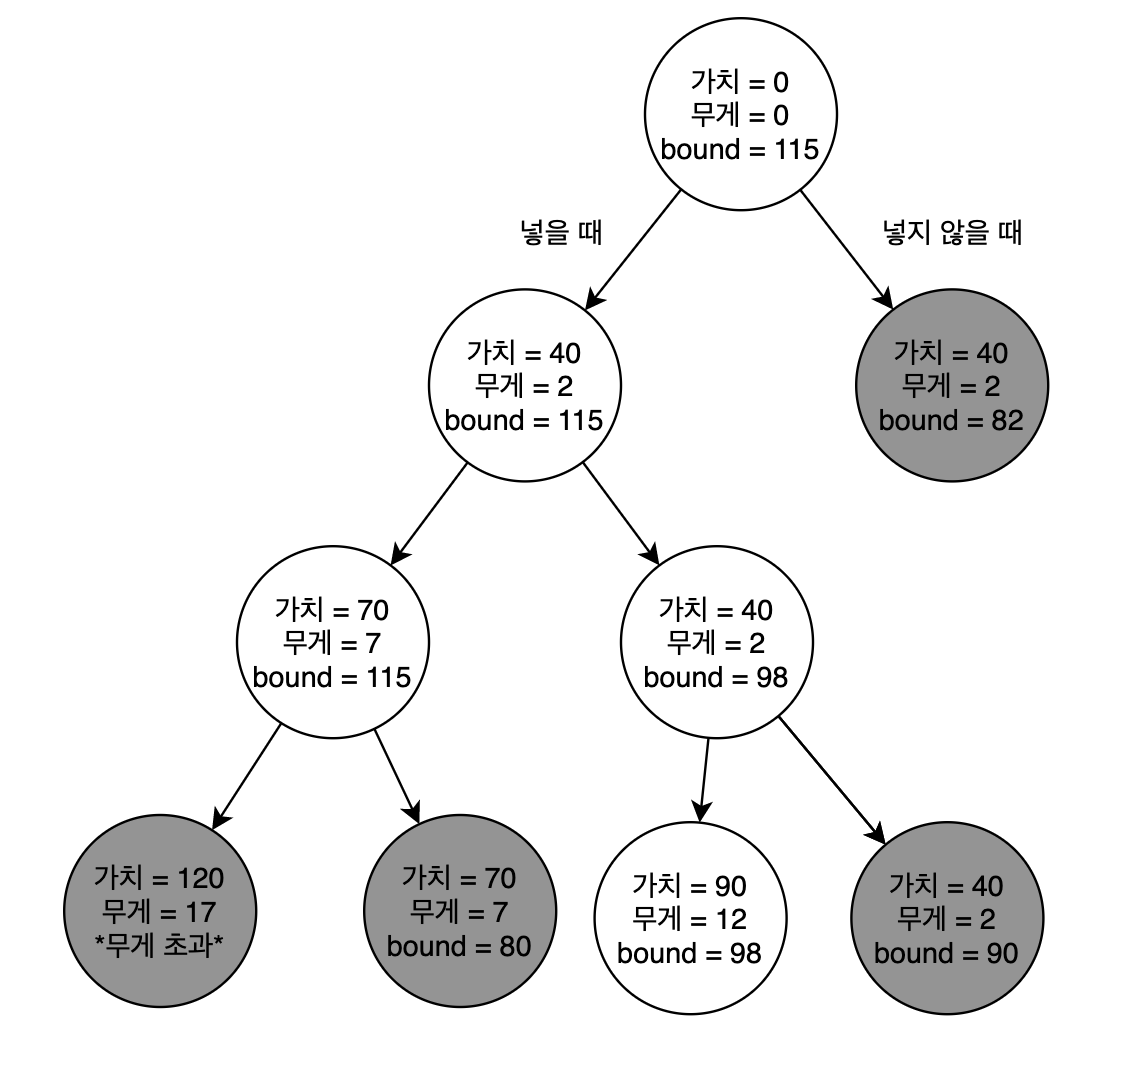 가치 = 0
무게 = 0
bound = 115
넣을 때
넣지 않을 때
가치 = 40
무게 = 2
bound = 115
가치 = 40
무게 = 2
bound = 82
가치 = 70
무게 = 7
bound = 115
가치 = 40
무게 = 2
bound = 98
가치 = 120
무게 = 17
*무게 초과*
가치 = 70
무게 = 7
bound = 80
가치 = 90
무게 = 12
bound = 98
가치 = 40
무게 = 2
bound = 90